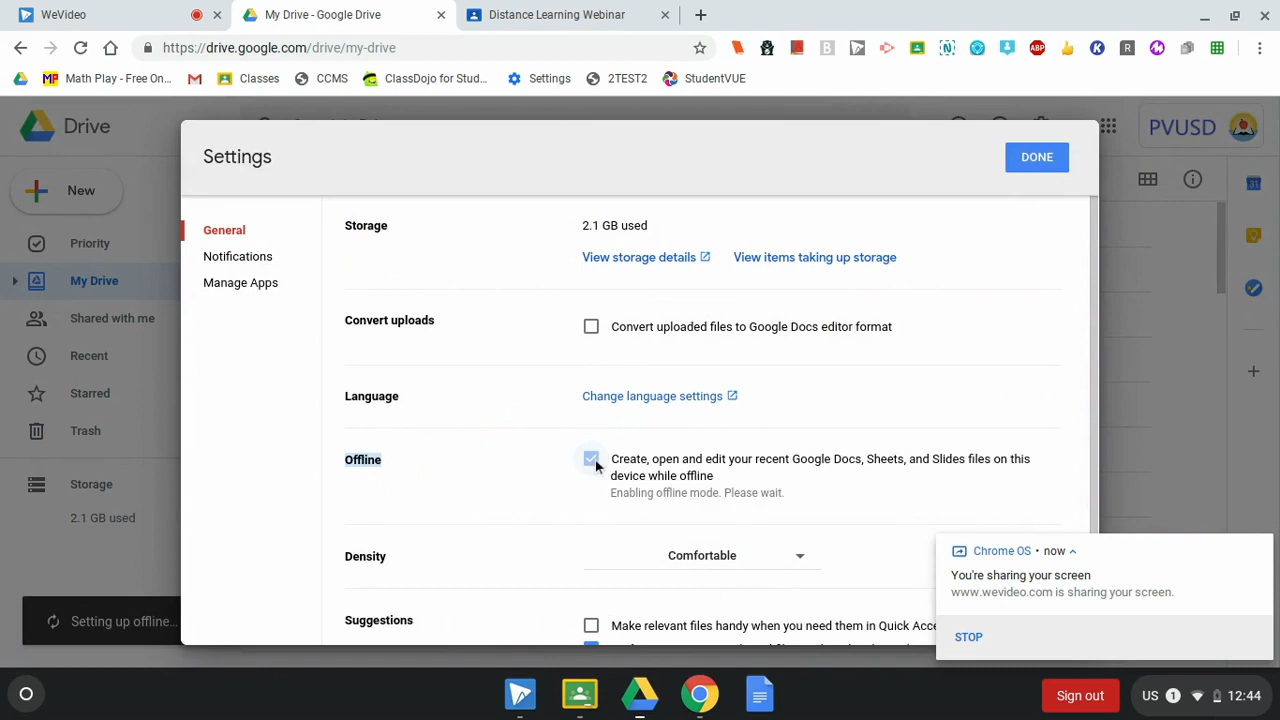 WeVideo
My Drive - Google Drive
Distance Learning Webinar
https://drive.google.com/drive/my-drive
Math Play - Free On...
Classes
CCMS
ClassDojo for Stud...
Settings
2TEST2
StudentVUE
Drive
PVUSD
New
Priority
My Drive
Shared with me
Recent
Starred
Trash
Storage
2.1 GB used
Setting up offline...
Settings
DONE
General
Notifications
Manage Apps
Storage
2.1 GB used
View storage details
View items taking up storage
Convert uploads
Convert uploaded files to Google Docs editor format
Language
Change language settings
Offline
Create, open and edit your recent Google Docs, Sheets, and Slides files on this
device while offline
Enabling offline mode. Please wait.
Density
Comfortable
Suggestions
Make relevant files handy when you need them in Quick Acce
Chrome OS • now
You're sharing your screen
www.wevideo.com is sharing your screen.
STOP
Sign out
US 1 12:44